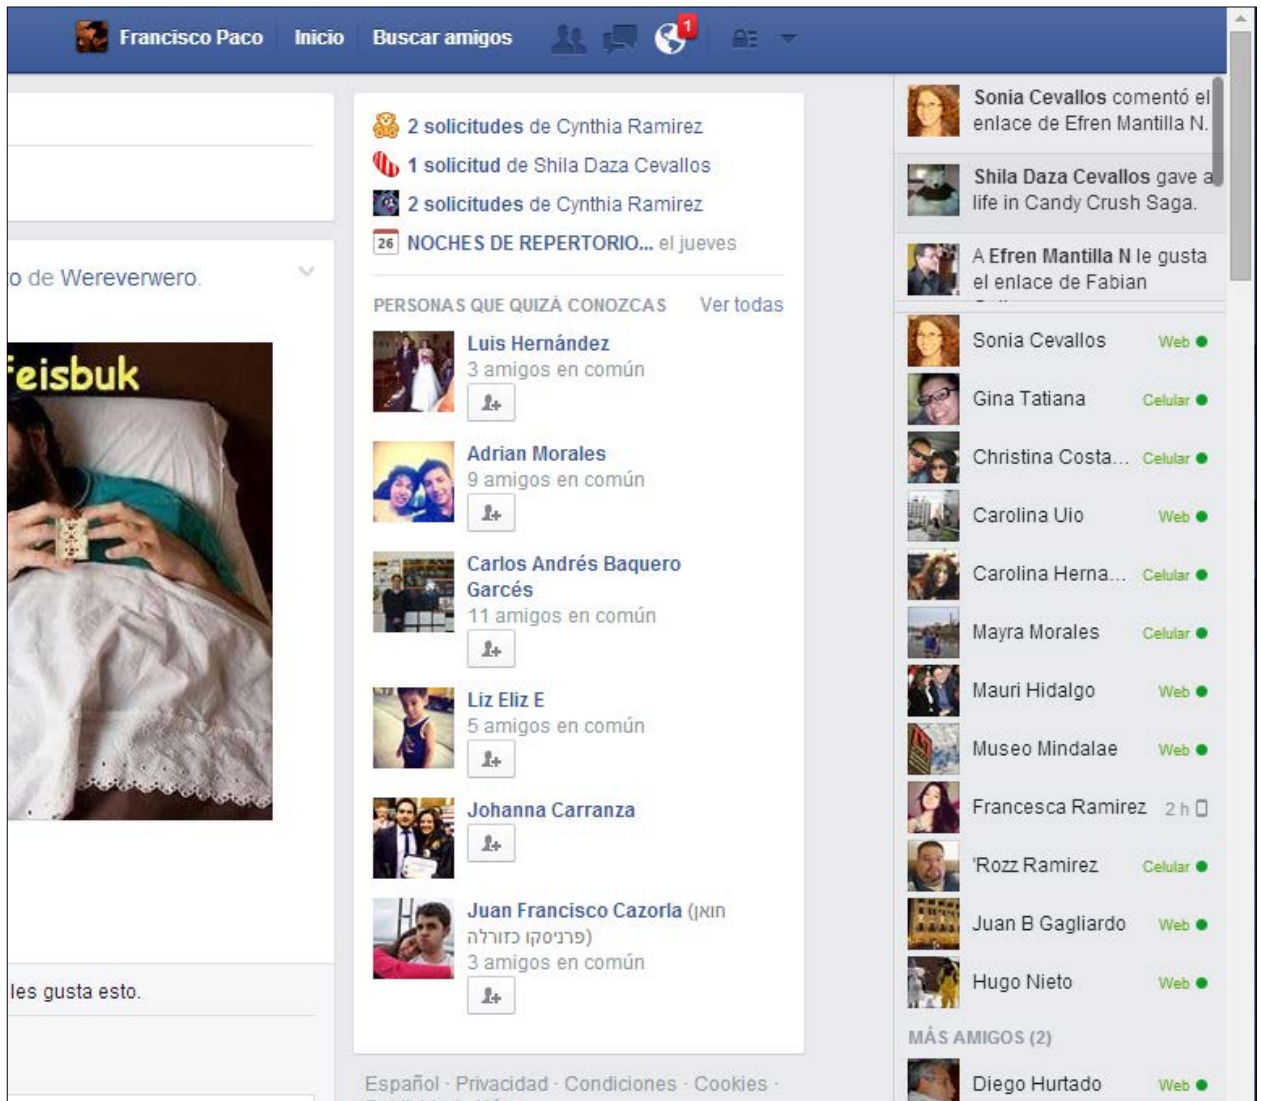 Francisco Paco Inicio Buscar amigos 1
o de Wereverwero.
feisbuk
les gusta esto.
2 solicitudes de Cynthia Ramirez
1 solicitud de Shila Daza Cevallos
2 solicitudes de Cynthia Ramirez
26 NOCHES DE REPERTORIO... el jueves
PERSONAS QUE QUIZÁ CONOZCAS Ver todas
Luis Hernández
3 amigos en común
Adrian Morales
9 amigos en común
Carlos Andrés Baquero
Garcés
11 amigos en común
Liz Eliz E
5 amigos en común
Johanna Carranza
Juan Francisco Cazorla (חואן
פרניסקו כזורלה)
3 amigos en común
Español · Privacidad · Condiciones · Cookies ·
Sonia Cevallos comentó el
enlace de Efren Mantilla N.
Shila Daza Cevallos gave a
life in Candy Crush Saga.
A Efren Mantilla N le gusta
el enlace de Fabian
Sonia Cevallos Web
Gina Tatiana Celular
Christina Costa... Celular
Carolina Uio Web
Carolina Herna... Celular
Mayra Morales Celular
Mauri Hidalgo Web
Museo Mindalae Web
Francesca Ramirez 2 h
'Rozz Ramirez Celular
Juan B Gagliardo Web
Hugo Nieto Web
MÁS AMIGOS (2)
Diego Hurtado Web